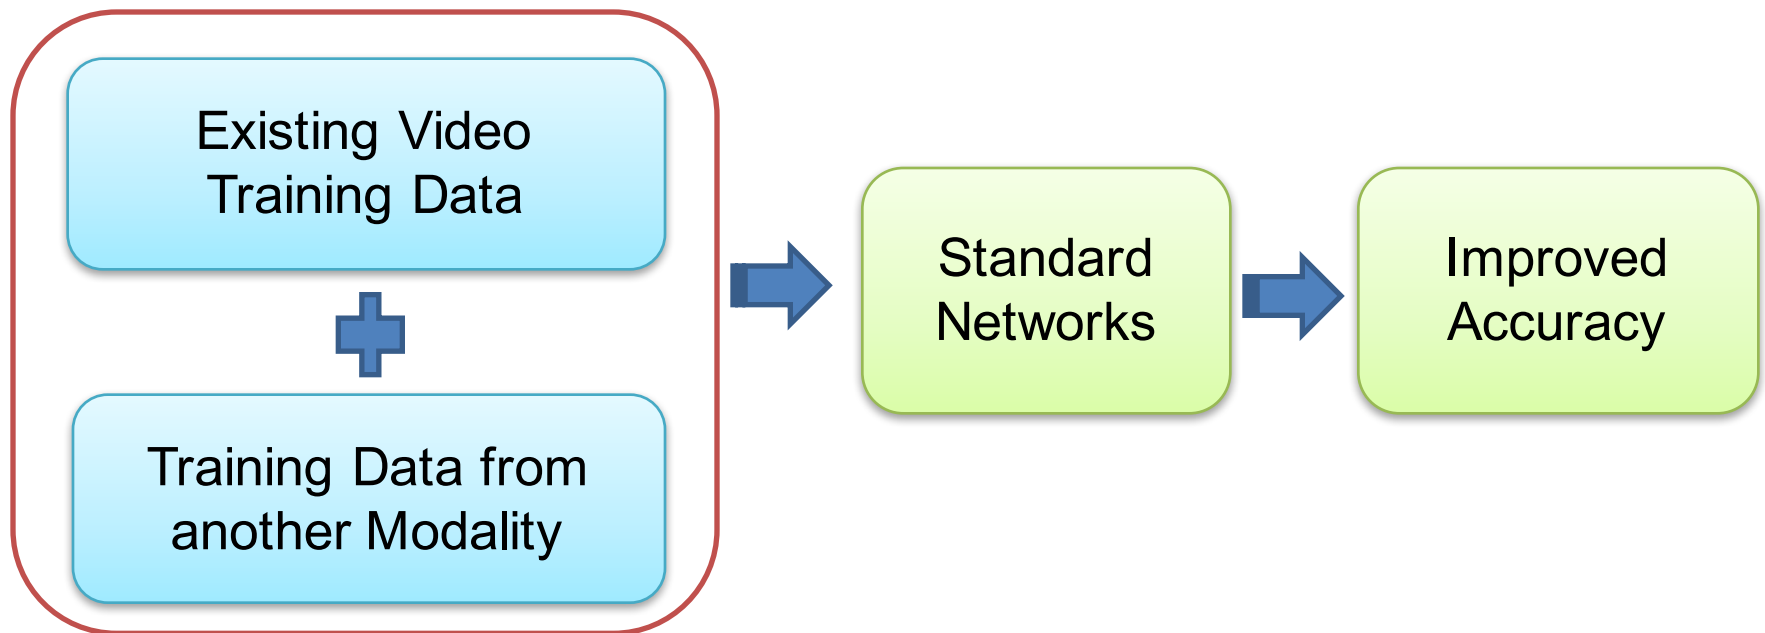 Existing Video
Training Data
Training Data from
another Modality
Standard
Networks
Improved
Accuracy